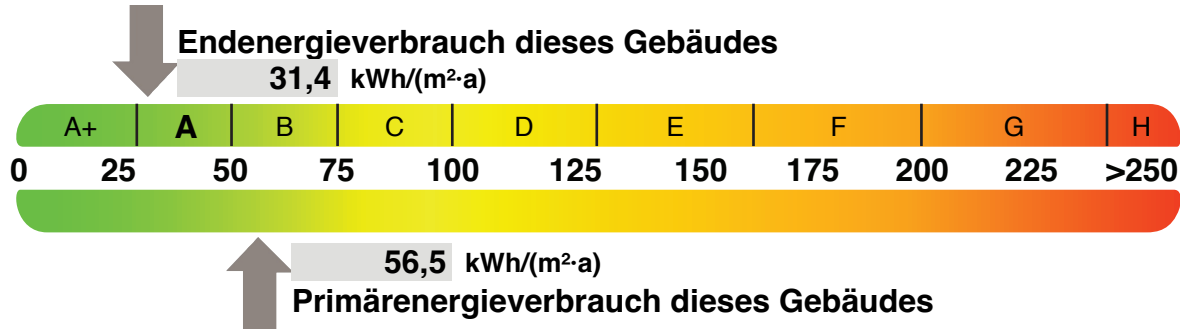 Endenergieverbrauch dieses Gebäudes
31,4 kWh/(m²·a)
A+ A B C D E F G H
0 25 50 75 100 125 150 175 200 225 >250
56,5 kWh/(m²·a)
Primärenergieverbrauch dieses Gebäudes